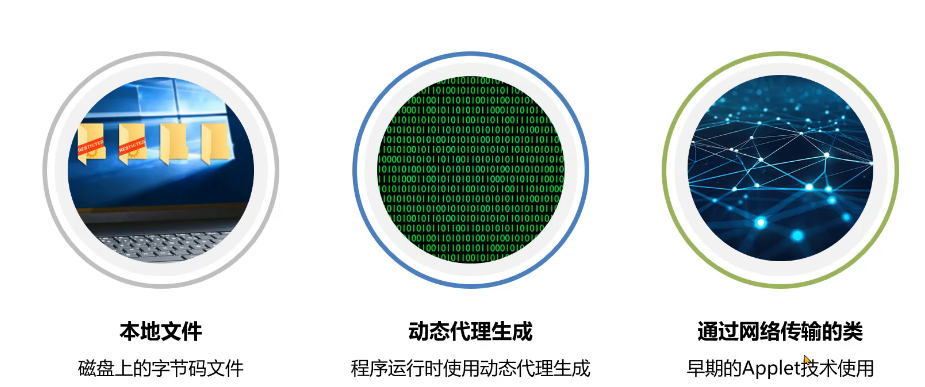 本地文件
磁盘上的字节码文件
动态代理生成
程序运行时使用动态代理生成
通过网络传输的类
早期的Applet技术使用